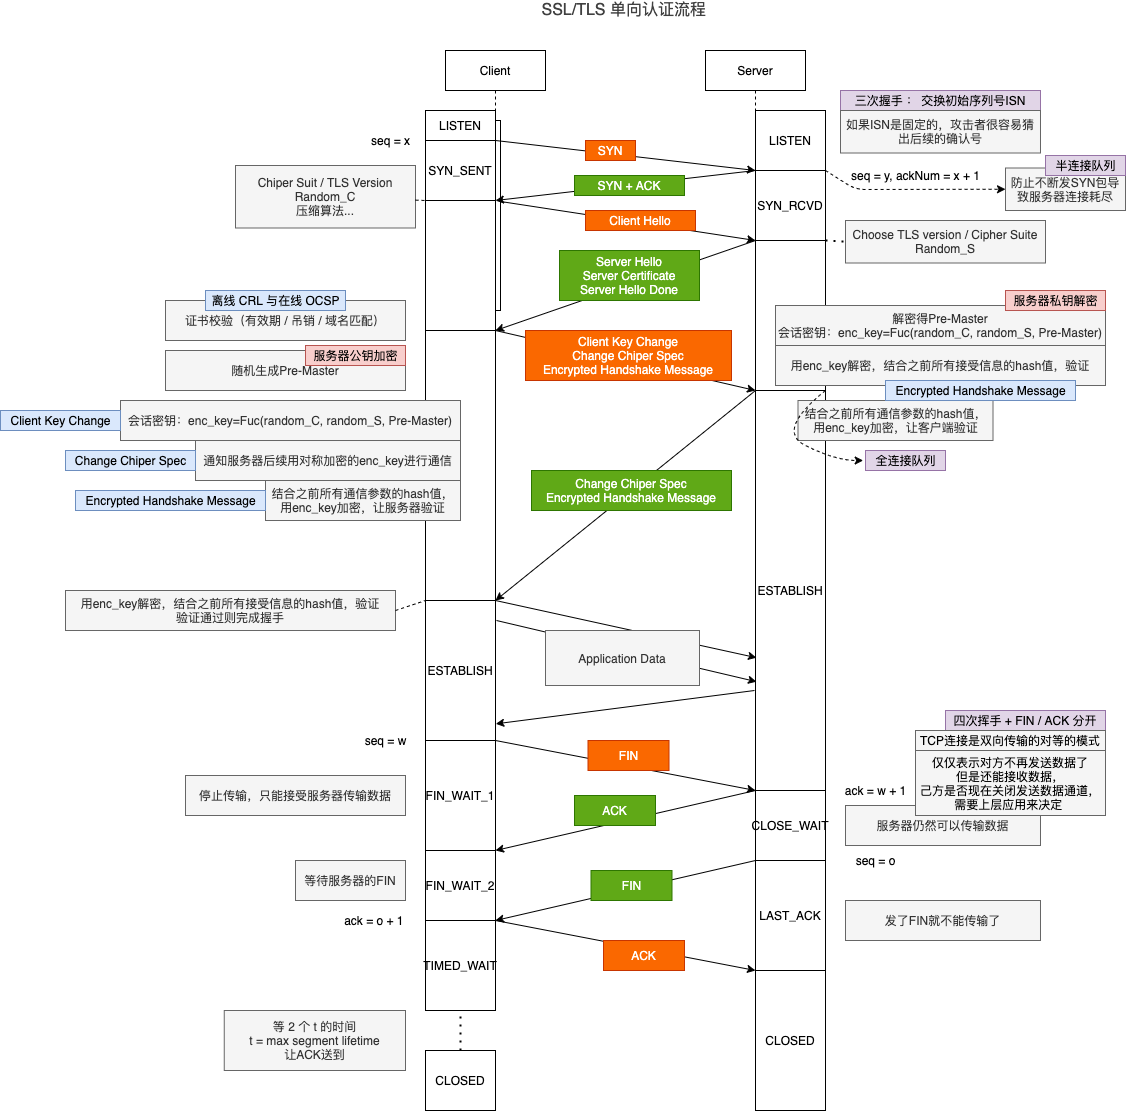 SSL/TLS 单向认证流程
Client
Server
三次握手： 交换初始序列号ISN
如果ISN是固定的，攻击者很容易猜
出后续的确认号
LISTEN
seq = x
SYN
LISTEN
半连接队列
SYN_SENT
seq = y, ackNum = x + 1
防止不断发SYN包导
致服务器连接耗尽
Chiper Suit / TLS Version
Random_C
压缩算法...
SYN + ACK
SYN_RCVD
Client Hello
Choose TLS version / Cipher Suite
Random_S
Server Hello
Server Certificate
Server Hello Done
离线 CRL 与在线 OCSP
证书校验（有效期 / 吊销 / 域名匹配）
服务器私钥解密
解密得Pre-Master
会话密钥：enc_key=Fuc(random_C, random_S, Pre-Master)
服务器公钥加密
随机生成Pre-Master
Client Key Change
Change Chiper Spec
Encrypted Handshake Message
用enc_key解密，结合之前所有接受信息的hash值，验证
Encrypted Handshake Message
结合之前所有通信参数的hash值，
用enc_key加密，让客户端验证
全连接队列
Client Key Change
会话密钥：enc_key=Fuc(random_C, random_S, Pre-Master)
Change Chiper Spec
通知服务器后续用对称加密的enc_key进行通信
Encrypted Handshake Message
结合之前所有通信参数的hash值，
用enc_key加密，让服务器验证
Change Chiper Spec
Encrypted Handshake Message
用enc_key解密，结合之前所有接受信息的hash值，验证
验证通过则完成握手
ESTABLISH
Application Data
ESTABLISH
seq = w
FIN
四次挥手 + FIN / ACK 分开
TCP连接是双向传输的对等的模式
仅仅表示对方不再发送数据了
但是还能接收数据，
己方是否现在关闭发送数据通道，
需要上层应用来决定
停止传输，只能接受服务器传输数据
FIN_WAIT_1
ack = w + 1
ACK
CLOSE_WAIT
服务器仍然可以传输数据
seq = o
等待服务器的FIN
FIN_WAIT_2
FIN
ack = o + 1
LAST_ACK
发了FIN就不能传输了
ACK
TIMED_WAIT
等 2 个 t 的时间
t = max segment lifetime
让ACK送到
CLOSED
CLOSED